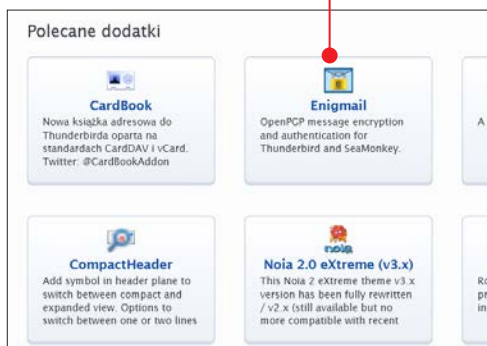 Polecane dodatki
CardBook
Nowa książka adresowa do
Thunderbirda oparta na
standardach CardDAV i vCard.
Twitter: @CardBookAddon
Enigmail
OpenPGP message encryption
and authentication for
Thunderbird and SeaMonkey.
A
CompactHeader
Add symbol in header plane to
switch between compact and
expanded view. Options to
switch between one or two lines
noia
Noia 2.0 eXtreme (v3.x)
This Noia 2 eXtreme theme v3.x
version has been fully rewritten
/ v2.x (still available but no
more compatible with recent
Ro
pr
in